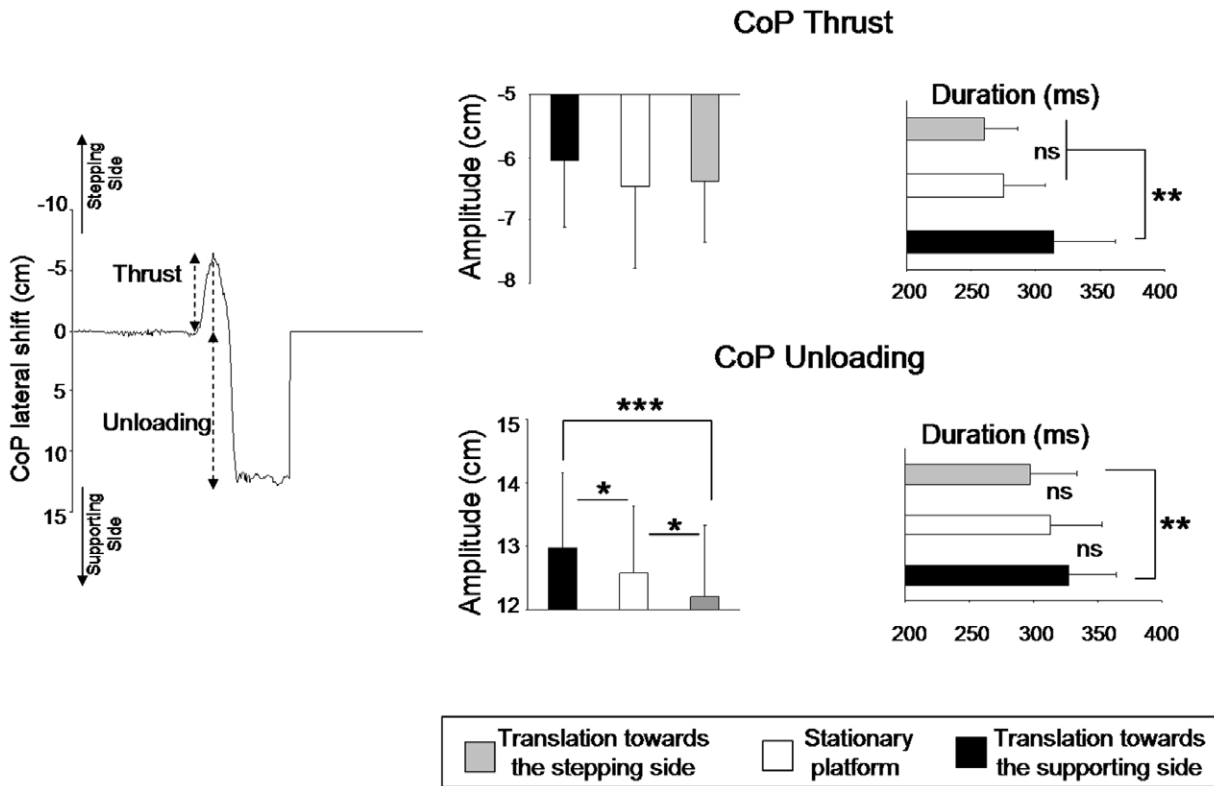 CoP Thrust
Stepping
Side
CoP lateral shift (cm)
-10
-5
0
5
10
15
Thrust
Unloading
Supporting
Side
Amplitude (cm)
-5
-6
-7
-8
Duration (ms)
ns
**
200 250 300 350 400
CoP Unloading
Amplitude (cm)
15
14
13
12
***
*
*
Duration (ms)
ns
ns
**
200 250 300 350 400
Translation towards
the stepping side
Stationary
platform
Translation towards
the supporting side